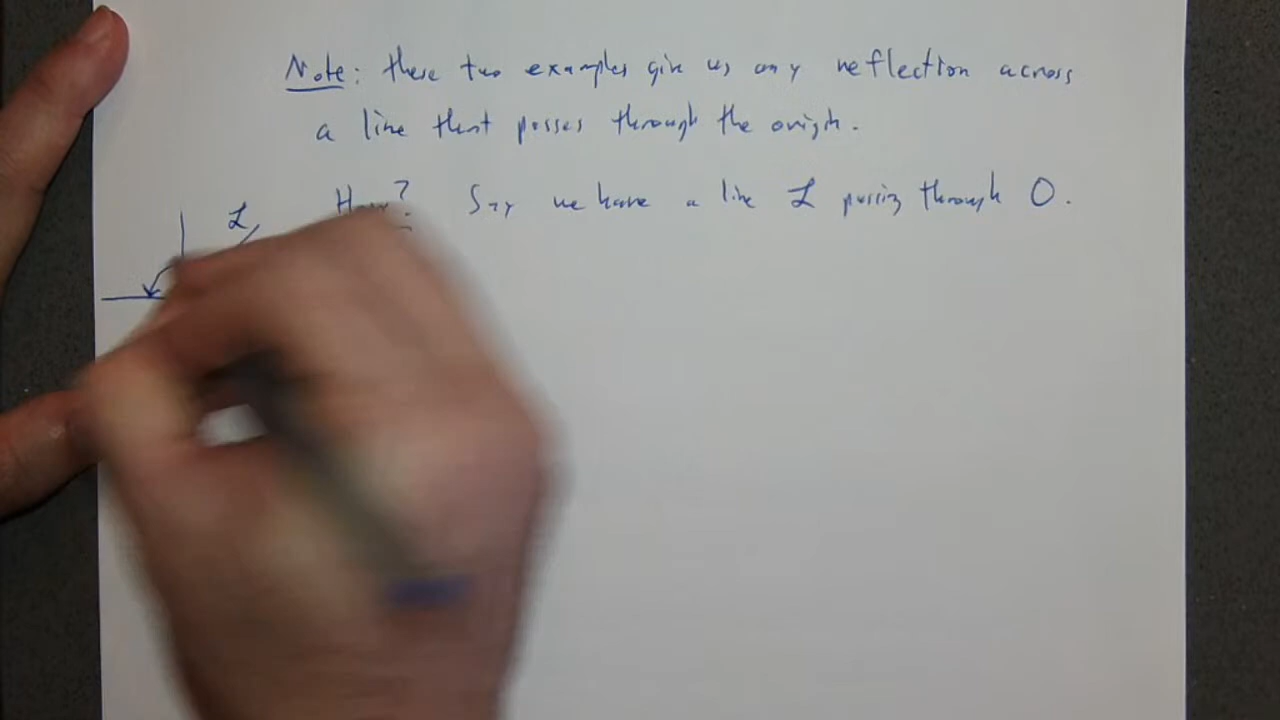 Note: these two examples give us any reflection across
a line that passes through the origin.
How? Say we have a line L passing through O.
L